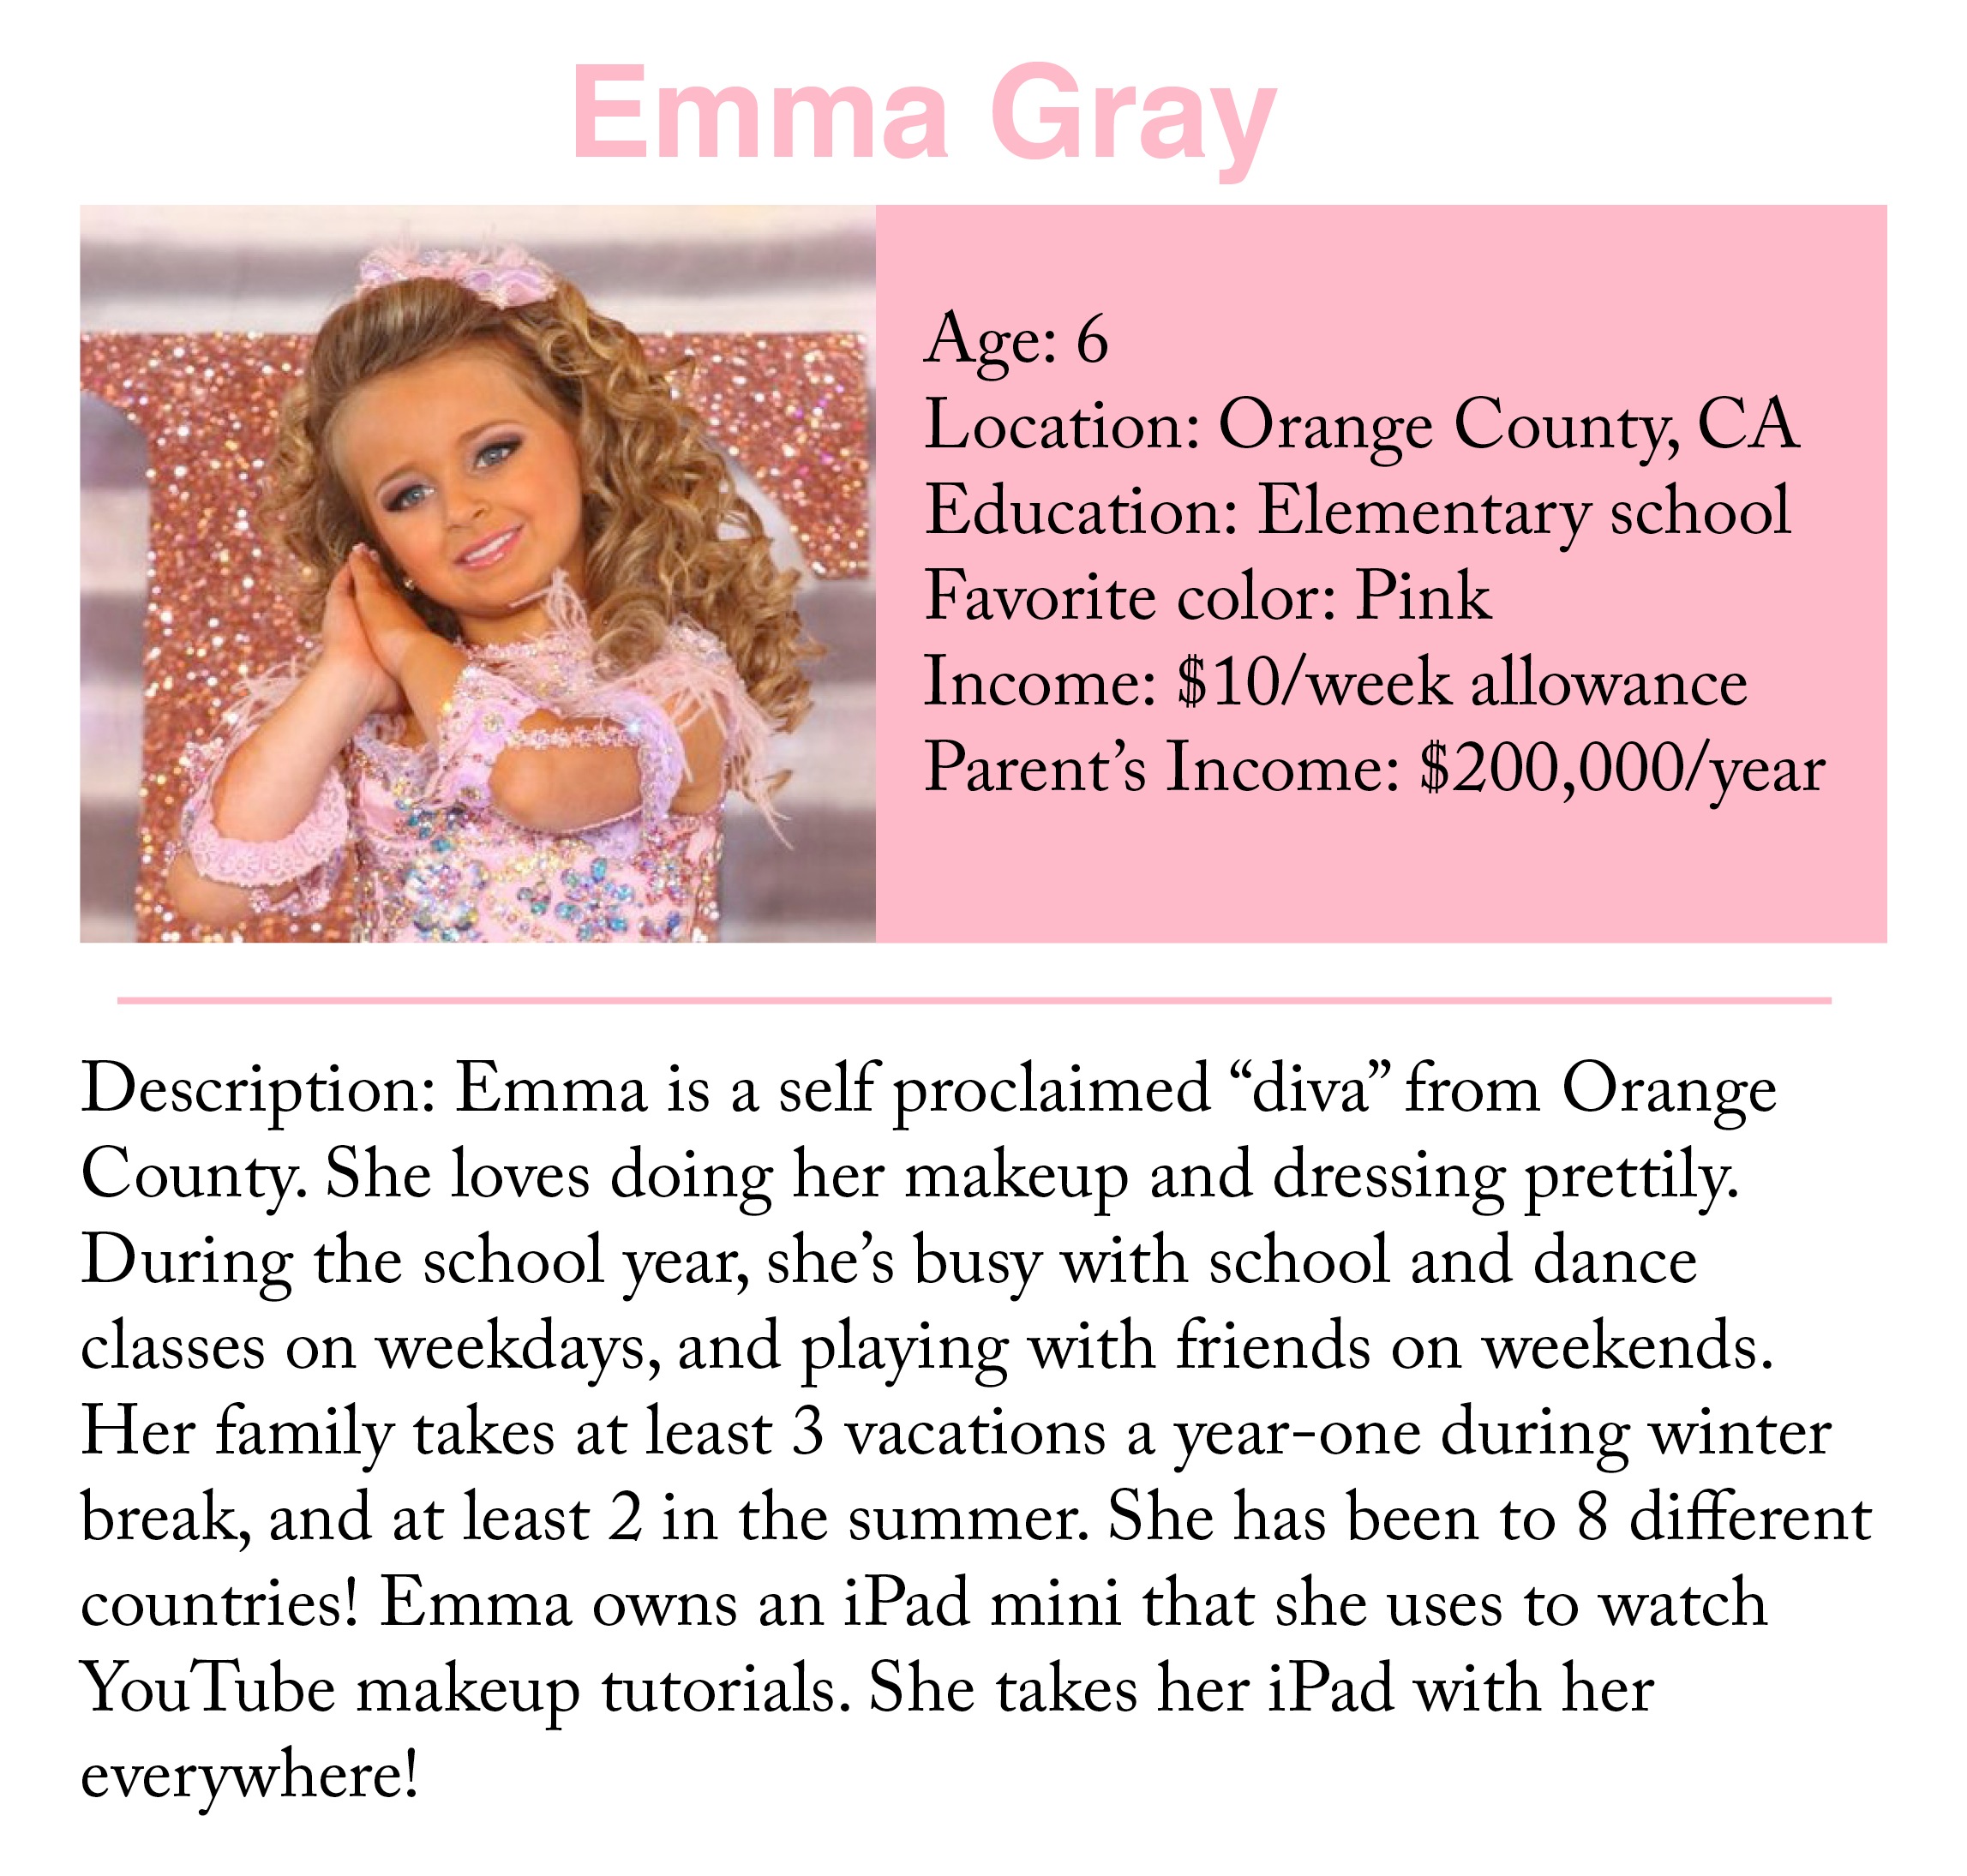 Emma Gray
Age: 6
Location: Orange County, CA
Education: Elementary school
Favorite color: Pink
Income: $10/week allowance
Parent’s Income: $200,000/year
Description: Emma is a self proclaimed “diva” from Orange
County. She loves doing her makeup and dressing prettily.
During the school year, she’s busy with school and dance
classes on weekdays, and playing with friends on weekends.
Her family takes at least 3 vacations a year-one during winter
break, and at least 2 in the summer. She has been to 8 different
countries! Emma owns an iPad mini that she uses to watch
YouTube makeup tutorials. She takes her iPad with her
everywhere!